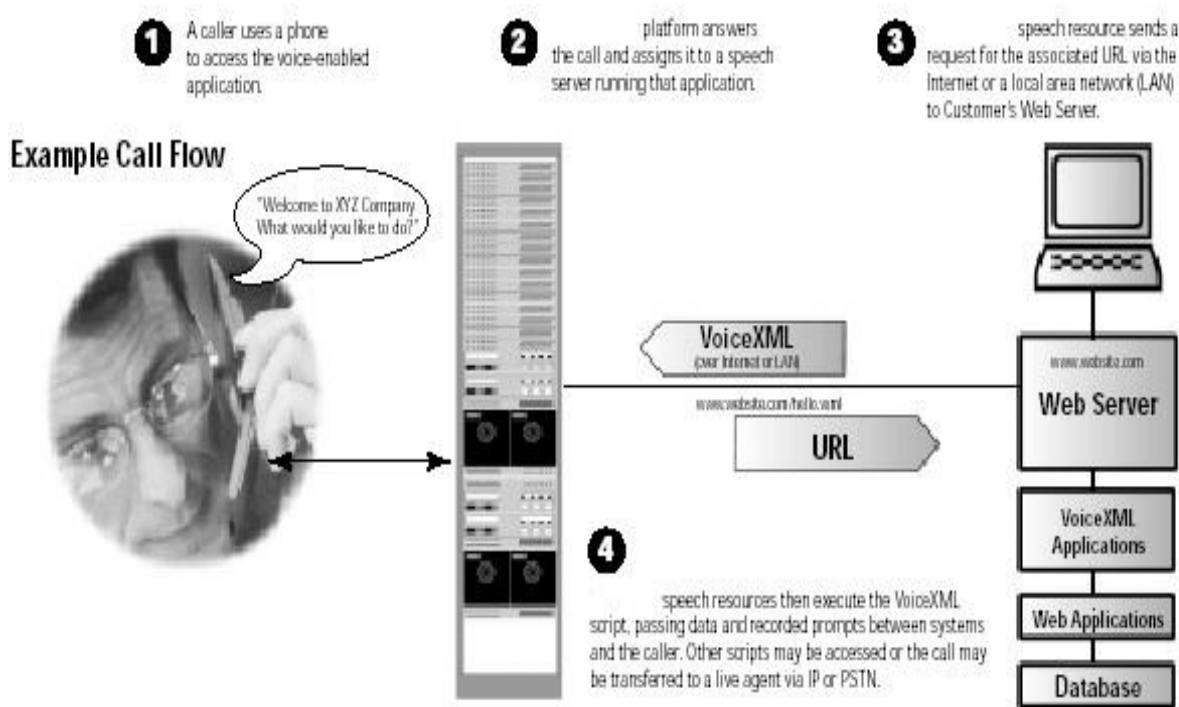 1
A caller uses a phone
to access the voice-enabled
application.
2
platform answers
the call and assigns it to a speech
server running that application.
3
speech resource sends a
request for the associated URL via the
Internet or a local area network (LAN)
to Customer's Web Server.
Example Call Flow
"Welcome to XYZ Company
What would you like to do?"
VoiceXML
(over Internet or LAN)
www.website.com/hello.vxml
URL
www.website.com
Web Server
VoiceXML
Applications
Web Applications
Database
4
speech resources then execute the VoiceXML
script, passing data and recorded prompts between systems
and the caller. Other scripts may be accessed or the call may
be transferred to a live agent via IP or PSTN.